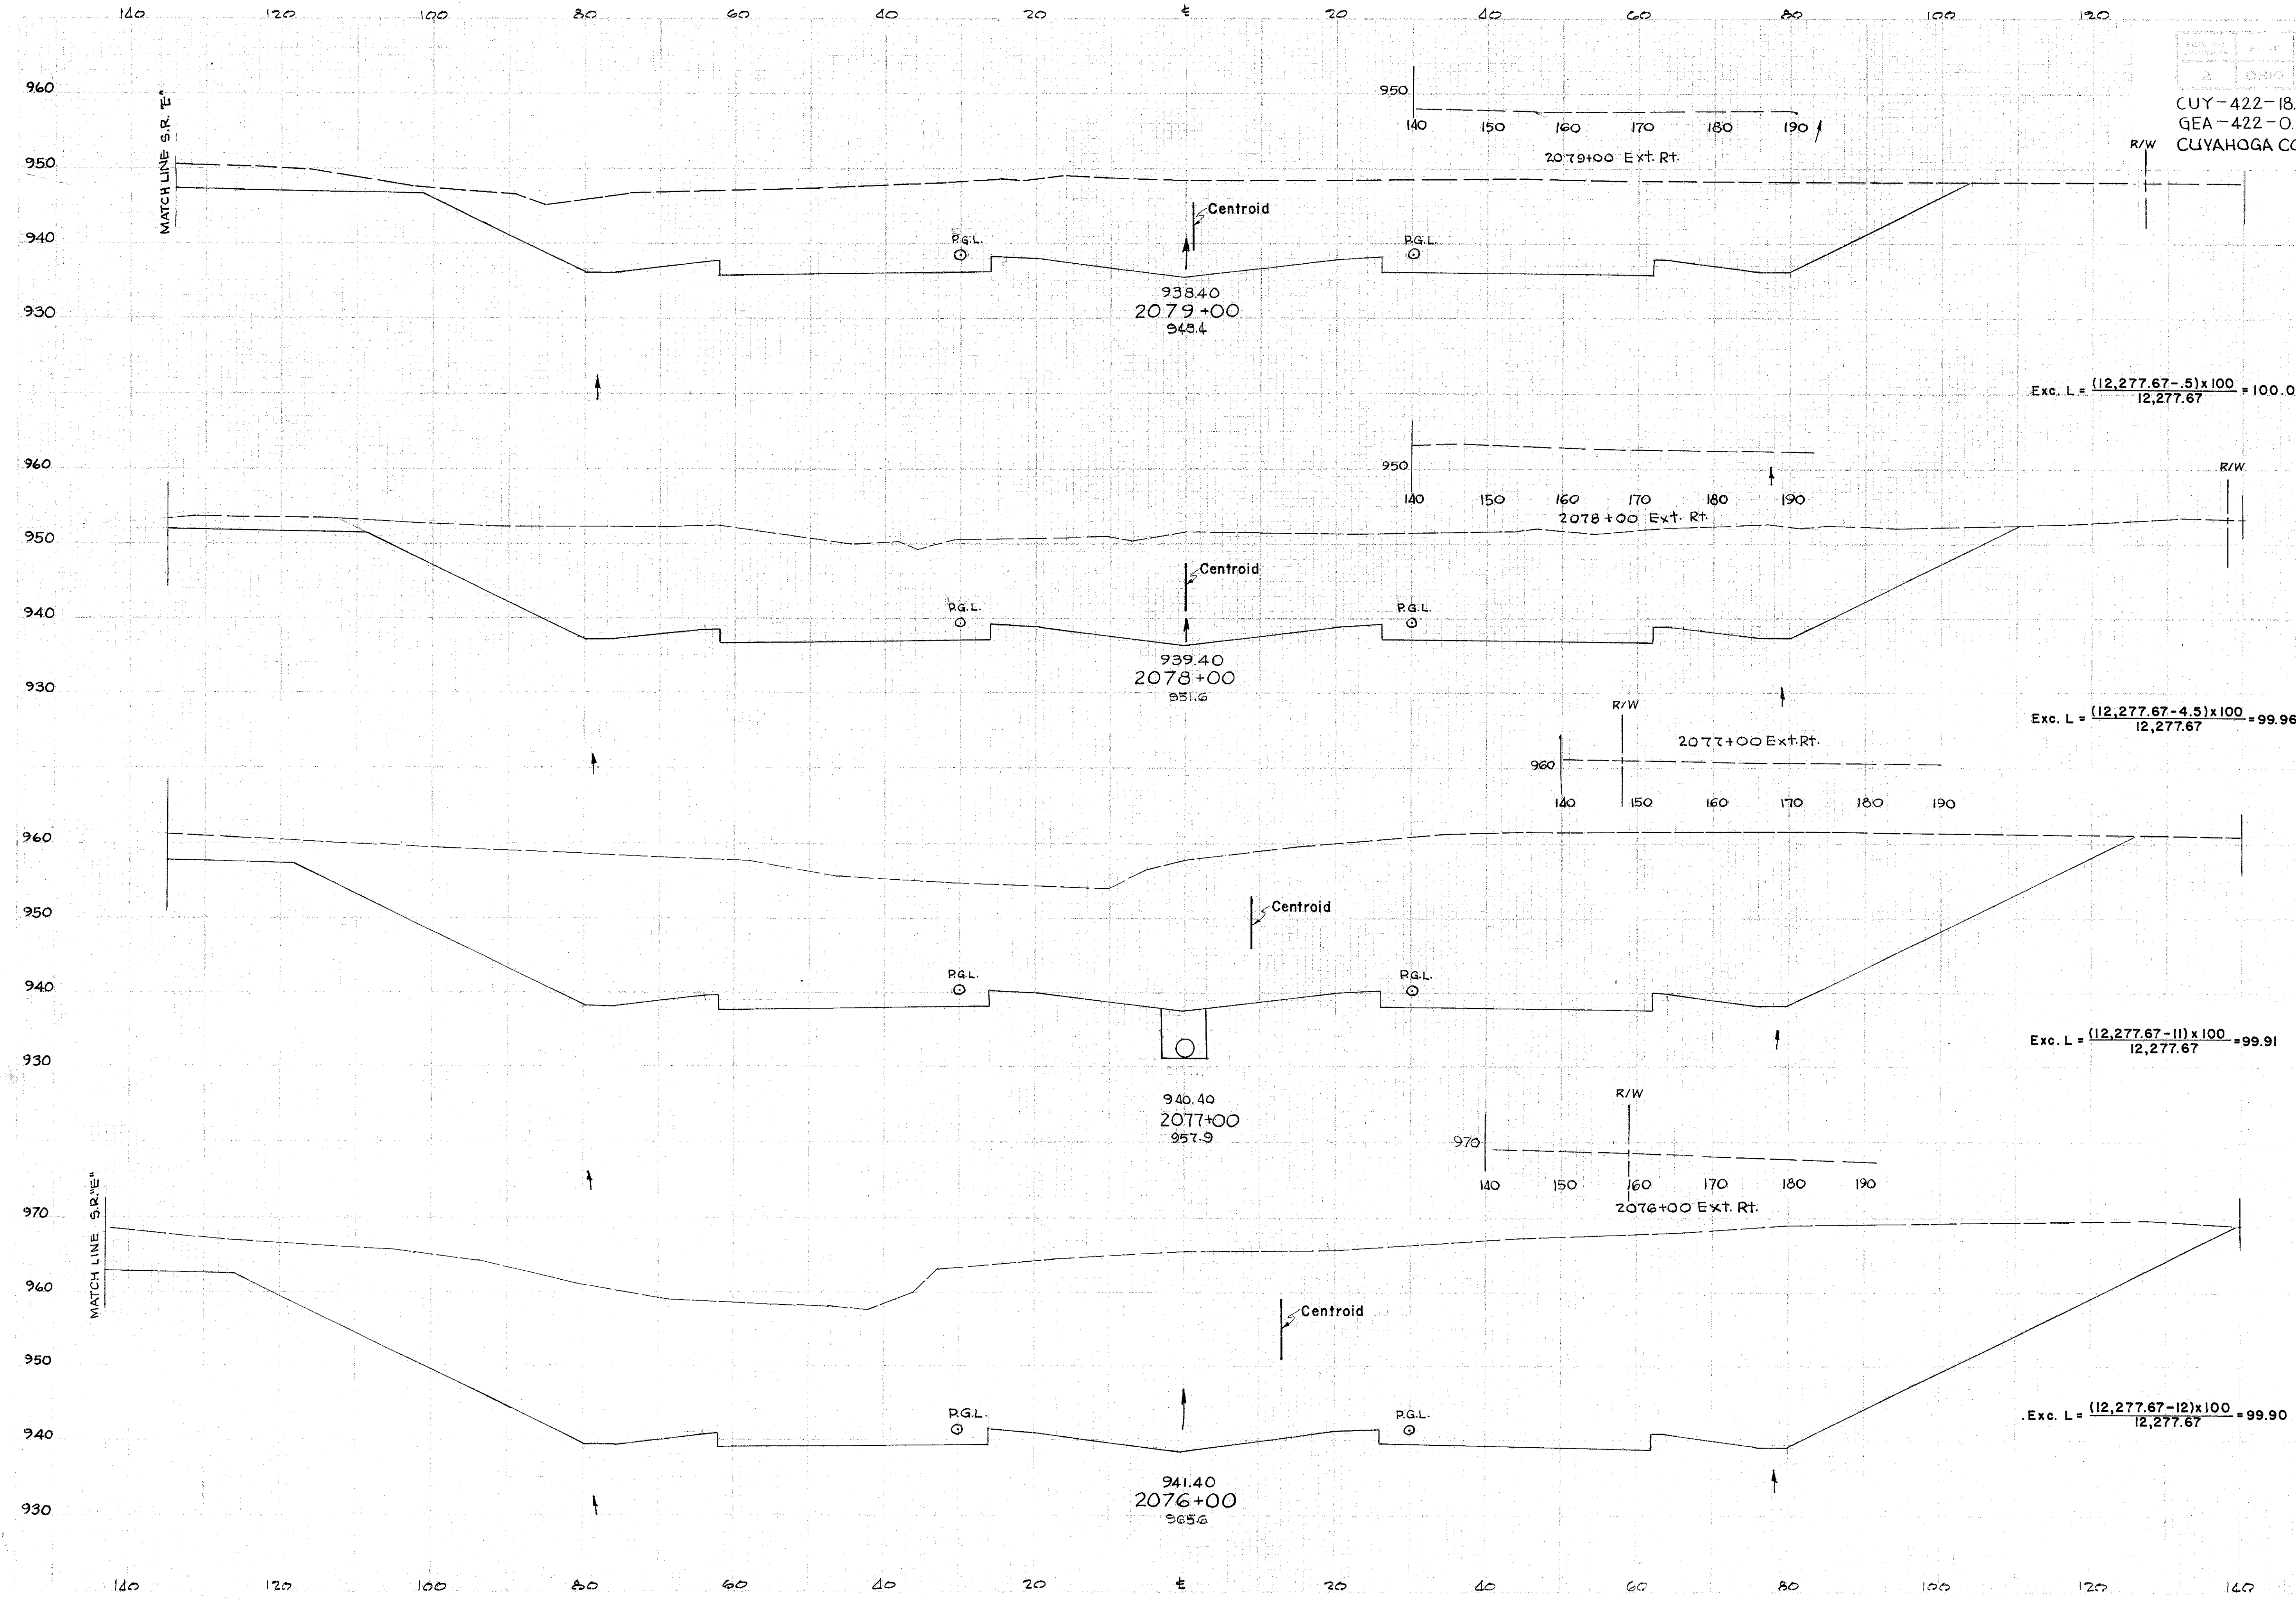 140 120 100 80 60 40 20 ℄ 20 40 60 80 100 120
OHIO
CUY-422-18.
GEA-422-0.
CUYAHOGA CO
960
950
940
930
MATCH LINE S.R. "E"
950
140 150 160 170 180 190
2079+00 Ext. Rt.
R/W
Centroid
P.G.L.
P.G.L.
938.40
2079+00
948.4
Exc. L = (12,277.67-.5)x100 / 12,277.67 = 100.0
960
950
940
930
950
140 150 160 170 180 190
2078+00 Ext. Rt.
R/W
Centroid
P.G.L.
P.G.L.
939.40
2078+00
951.6
Exc. L = (12,277.67-4.5)x100 / 12,277.67 = 99.96
R/W
2077+00 Ext. Rt.
960
140 150 160 170 180 190
960
950
940
930
Centroid
P.G.L.
P.G.L.
940.40
2077+00
957.9
Exc. L = (12,277.67-11)x100 / 12,277.67 = 99.91
R/W
970
140 150 160 170 180 190
2076+00 Ext. Rt.
MATCH LINE S.R. "E"
970
960
950
940
930
Centroid
P.G.L.
P.G.L.
941.40
2076+00
965.6
.Exc. L = (12,277.67-12)x100 / 12,277.67 = 99.90
140 120 100 80 60 40 20 ℄ 20 40 60 80 100 120 140